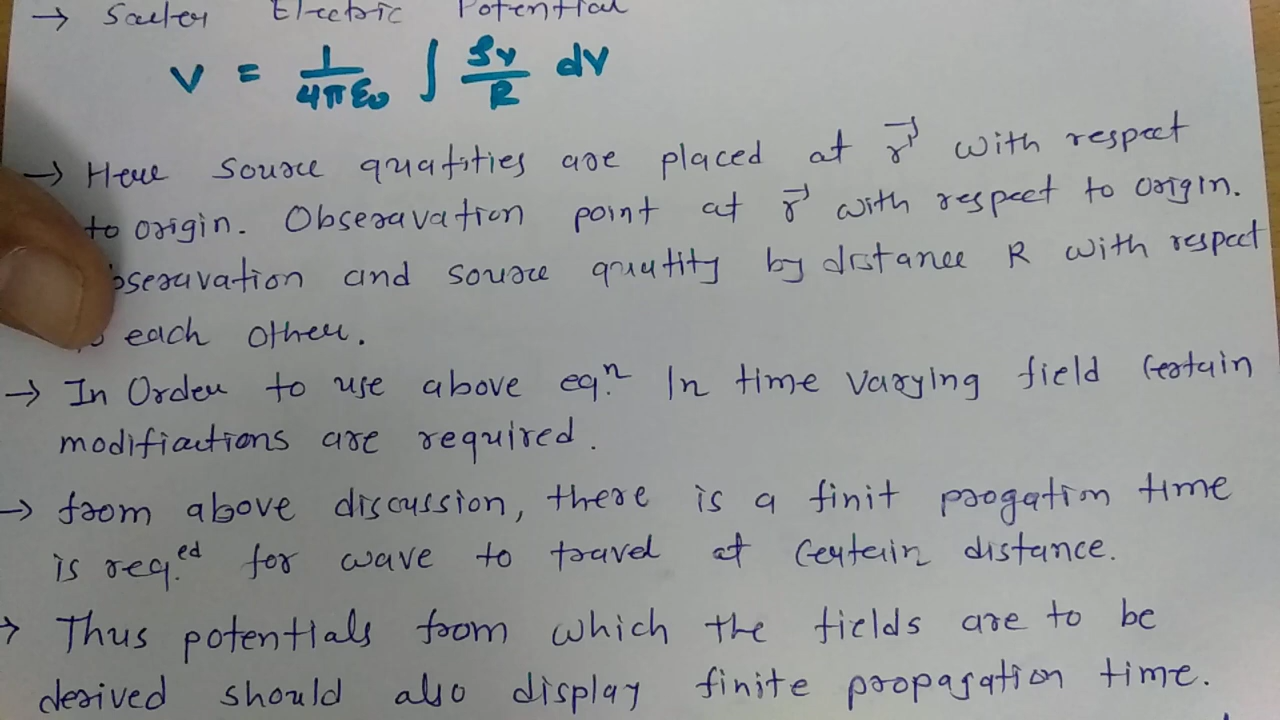 → Scaler Electric Potential
V = 1/4πε₀ ∫ ρv/R dv
→ Here source quatities are placed at r⃗' with respect
to origin. Obseravation point at r⃗ with respect to origin.
bseravation and source quatity by distance R with respect
each other.
→ In Order to use above eqⁿ. In time varying field Certain
modifiactions are required.
→ from above discussion, there is a finit progation time
is req.ed for wave to travel at Certain distance.
→ Thus potentials from which the fields are to be
derived should also display finite propagation time.